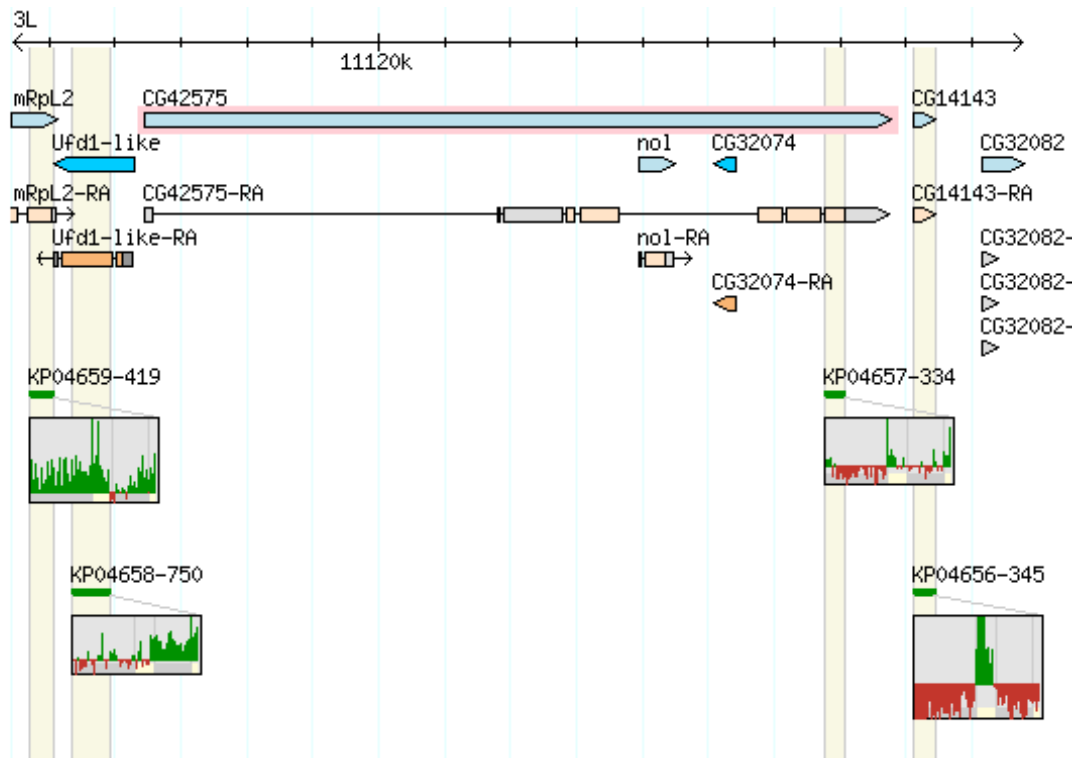 3L
11120k
mRpL2 CG42575 CG14143
Ufd1-like nol CG32074 CG32082
mRpL2-RA CG42575-RA CG14143-RA
Ufd1-like-RA nol-RA CG32082-
CG32074-RA CG32082-
CG32082-
KP04659-419 KP04657-334
KP04658-750 KP04656-345